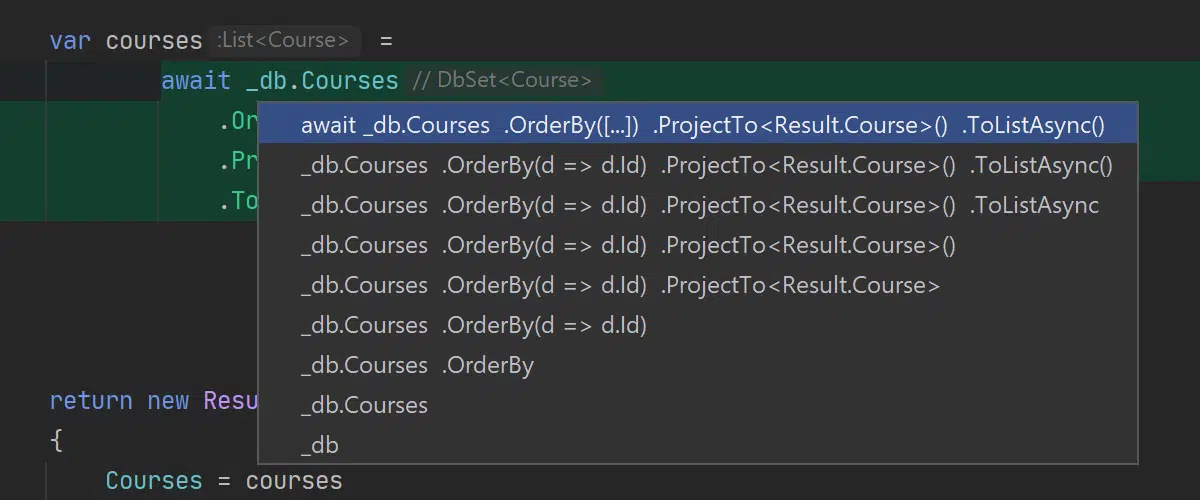 var courses :List<Course> =
await _db.Courses // DbSet<Course>
.Or
await _db.Courses .OrderBy([...]) .ProjectTo<Result.Course>() .ToListAsync()
.Pr
_db.Courses .OrderBy(d => d.Id) .ProjectTo<Result.Course>() .ToListAsync()
.To
_db.Courses .OrderBy(d => d.Id) .ProjectTo<Result.Course>() .ToListAsync
_db.Courses .OrderBy(d => d.Id) .ProjectTo<Result.Course>()
_db.Courses .OrderBy(d => d.Id) .ProjectTo<Result.Course>
_db.Courses .OrderBy(d => d.Id)
_db.Courses .OrderBy
_db.Courses
_db
return new Resu
{
Courses = courses